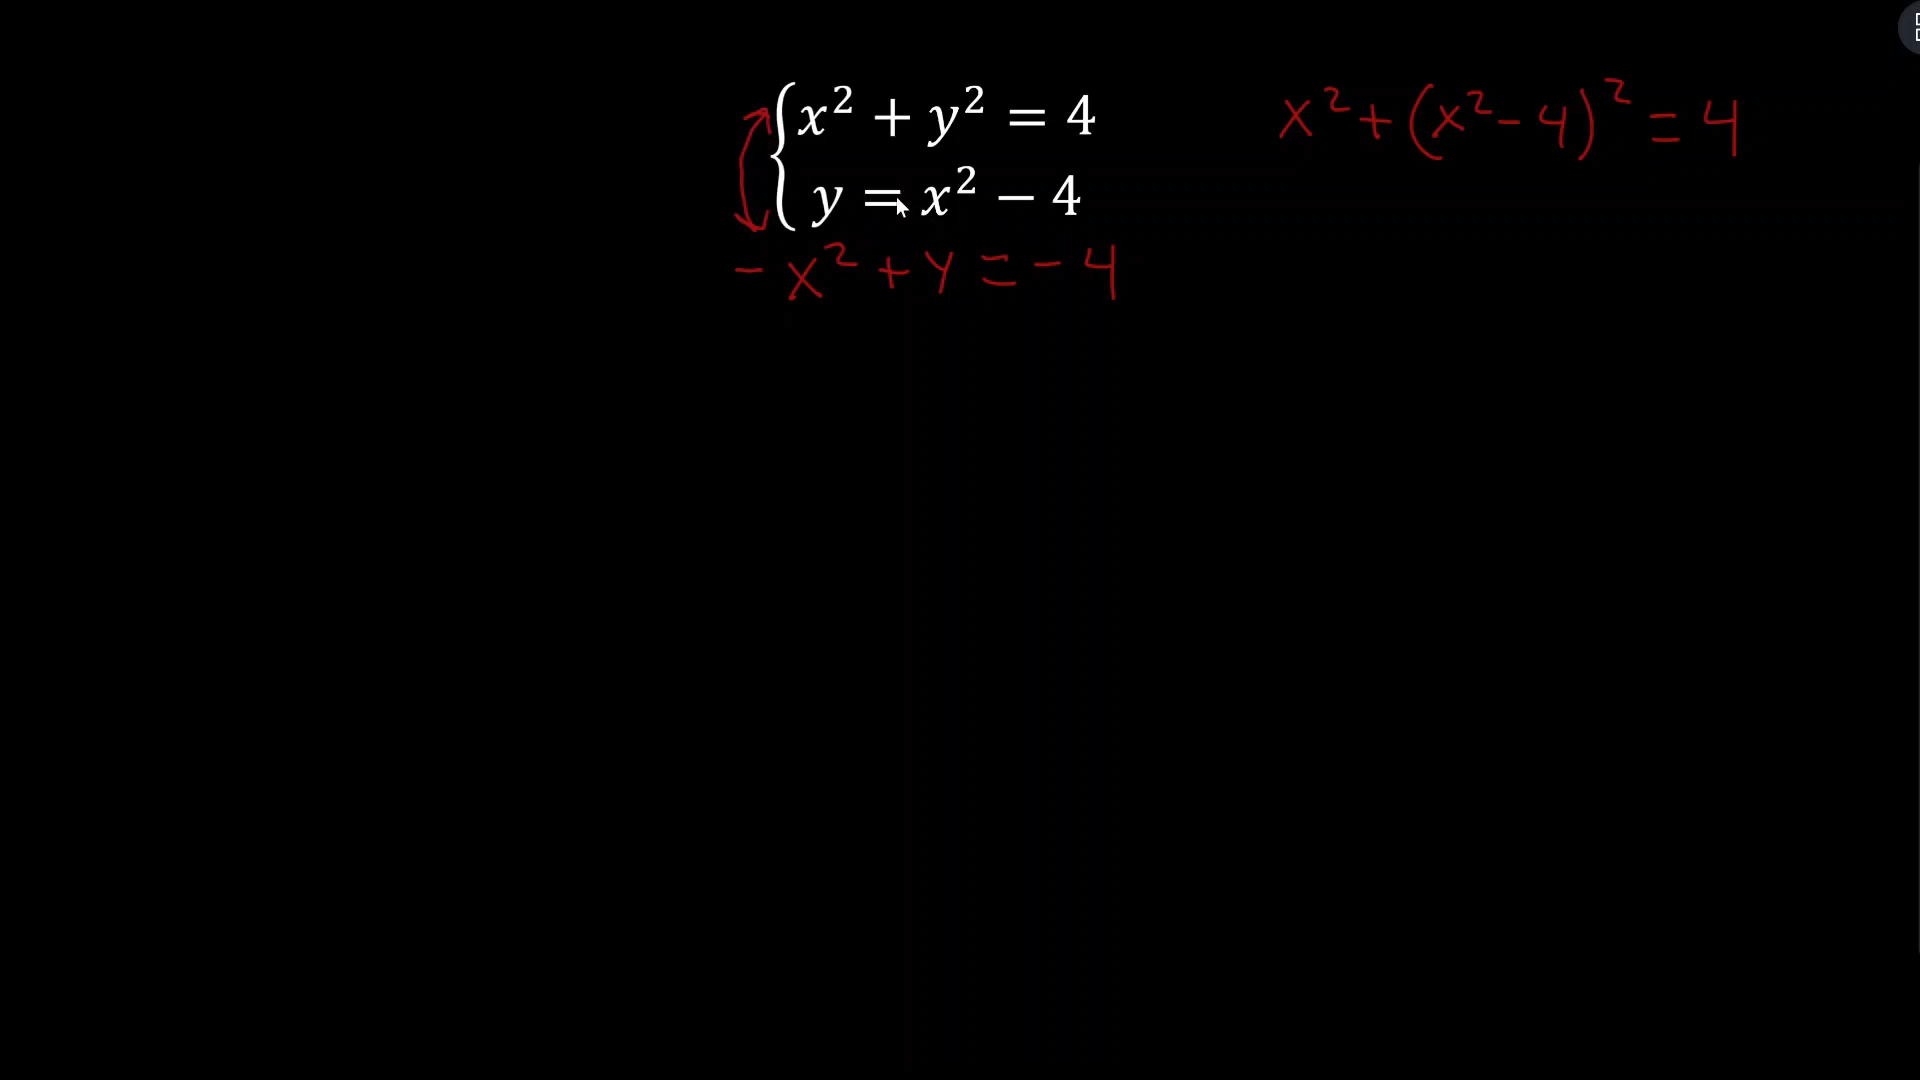 x² + y² = 4
y = x² − 4
- x² + y = - 4
x² + (x² - 4)² = 4